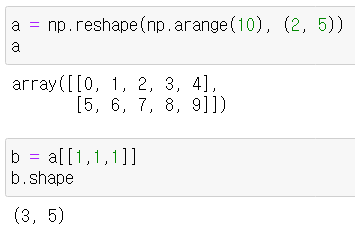 a = np.reshape(np.arange(10), (2, 5))
a
array([[0, 1, 2, 3, 4],
       [5, 6, 7, 8, 9]])
b = a[[1,1,1]]
b.shape
(3, 5)